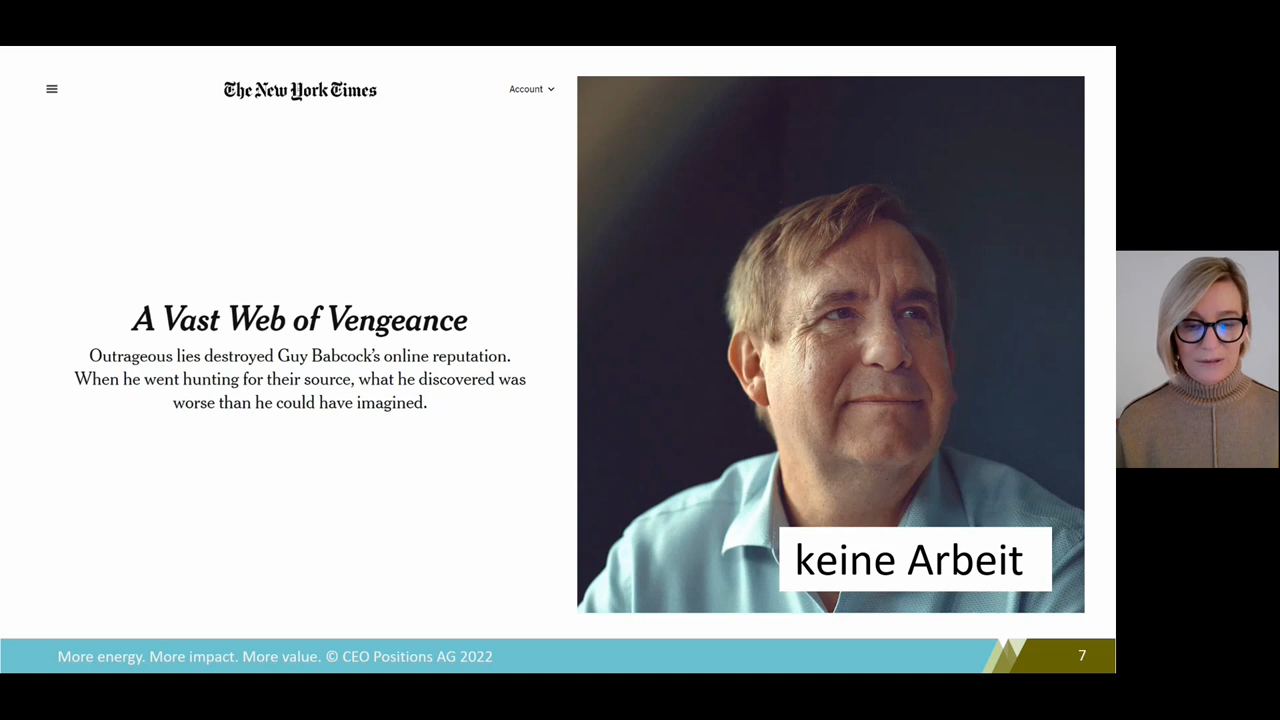 The New York Times
Account
A Vast Web of Vengeance
Outrageous lies destroyed Guy Babcock’s online reputation.
When he went hunting for their source, what he discovered was
worse than he could have imagined.
keine Arbeit
More energy. More impact. More value. © CEO Positions AG 2022
7